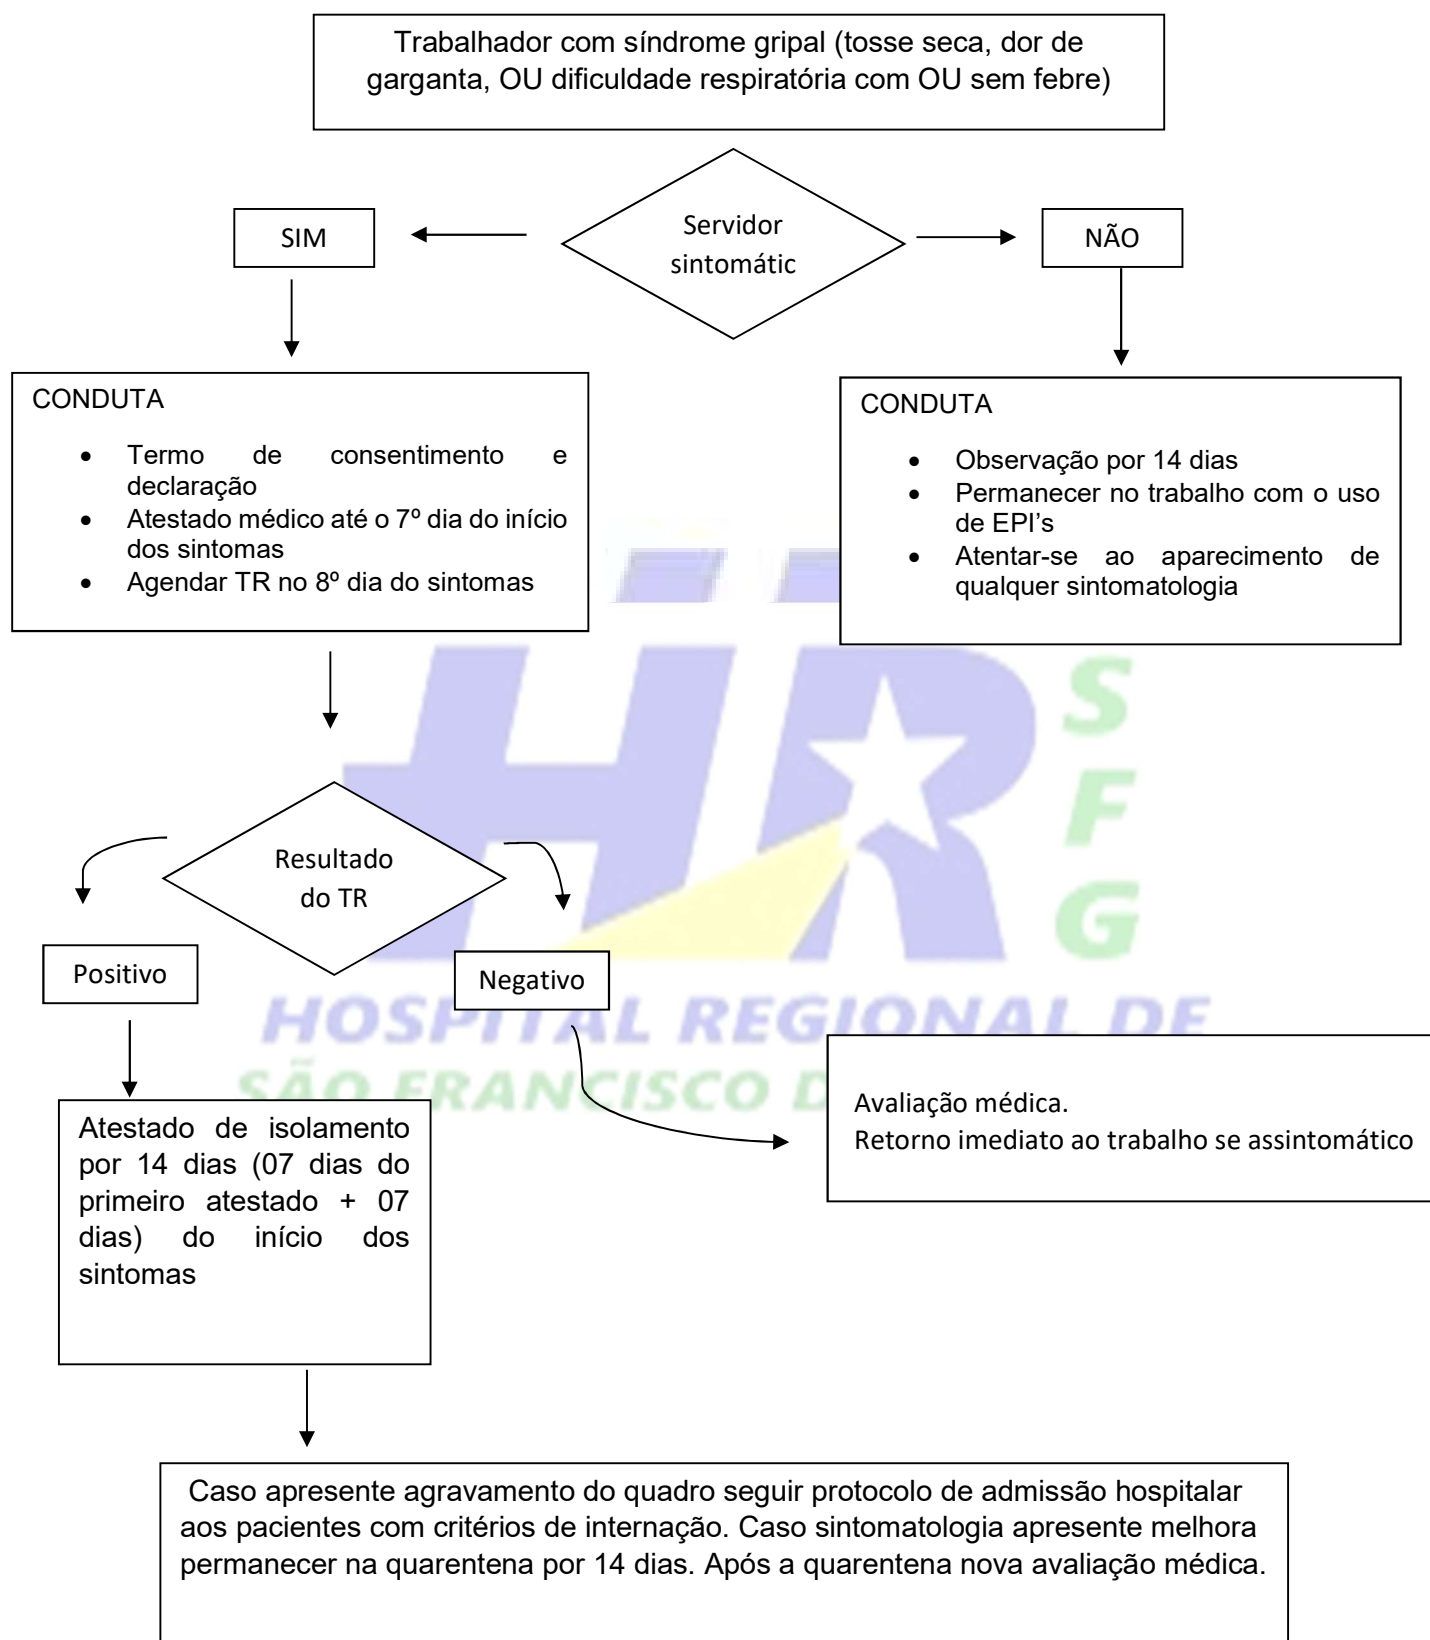 Trabalhador com síndrome gripal (tosse seca, dor de
garganta, OU dificuldade respiratória com OU sem febre)
Servidor
sintomátic
SIM
NÃO
CONDUTA
• Termo de consentimento e
declaração
• Atestado médico até o 7º dia do início
dos sintomas
• Agendar TR no 8º dia do sintomas
CONDUTA
• Observação por 14 dias
• Permanecer no trabalho com o uso
de EPI’s
• Atentar-se ao aparecimento de
qualquer sintomatologia
HR
S
F
G
Resultado
do TR
Positivo
Negativo
HOSPITAL REGIONAL DE
SÃO FRANCISCO D
Avaliação médica.
Retorno imediato ao trabalho se assintomático
Atestado de isolamento
por 14 dias (07 dias do
primeiro atestado + 07
dias) do início dos
sintomas
Caso apresente agravamento do quadro seguir protocolo de admissão hospitalar
aos pacientes com critérios de internação. Caso sintomatologia apresente melhora
permanecer na quarentena por 14 dias. Após a quarentena nova avaliação médica.